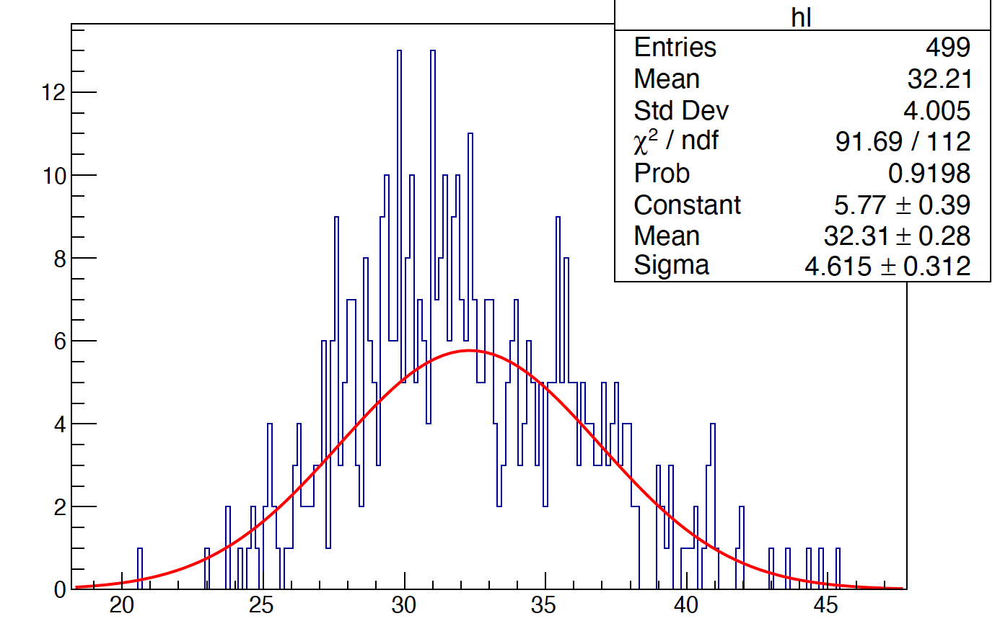 hl
Entries 499
Mean 32.21
Std Dev 4.005
χ² / ndf 91.69 / 112
Prob 0.9198
Constant 5.77 ± 0.39
Mean 32.31 ± 0.28
Sigma 4.615 ± 0.312
12
10
8
6
4
2
0
20 25 30 35 40 45